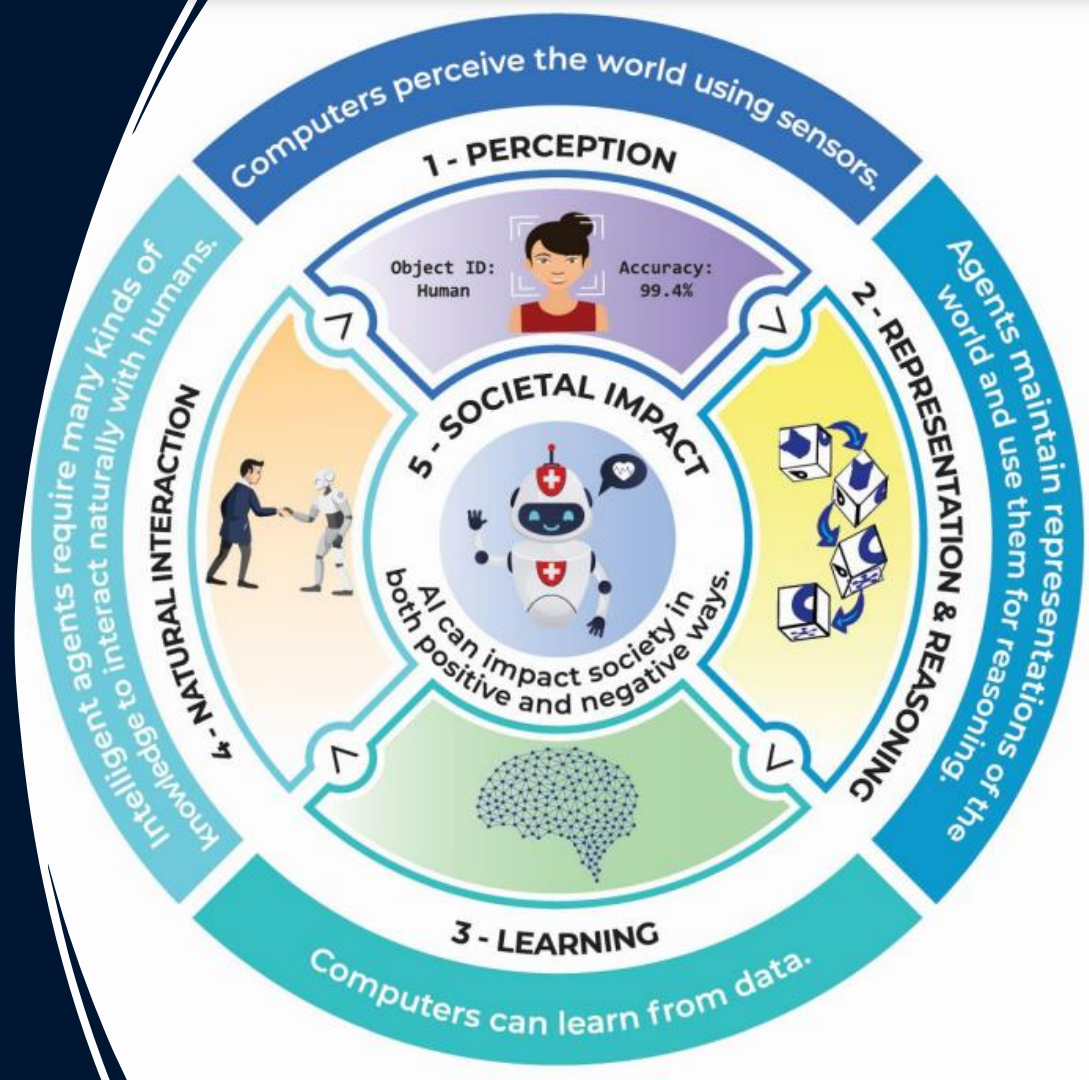 Computers perceive the world using sensors.
1 - PERCEPTION
Object ID:
Human
Accuracy:
99.4%
Agents maintain representations of the
world and use them for reasoning.
2 - REPRESENTATION & REASONING
3 - LEARNING
Computers can learn from data.
Intelligent agents require many kinds of
knowledge to interact naturally with humans.
4 - NATURAL INTERACTION
5 - SOCIETAL IMPACT
AI can impact society in
both positive and negative ways.